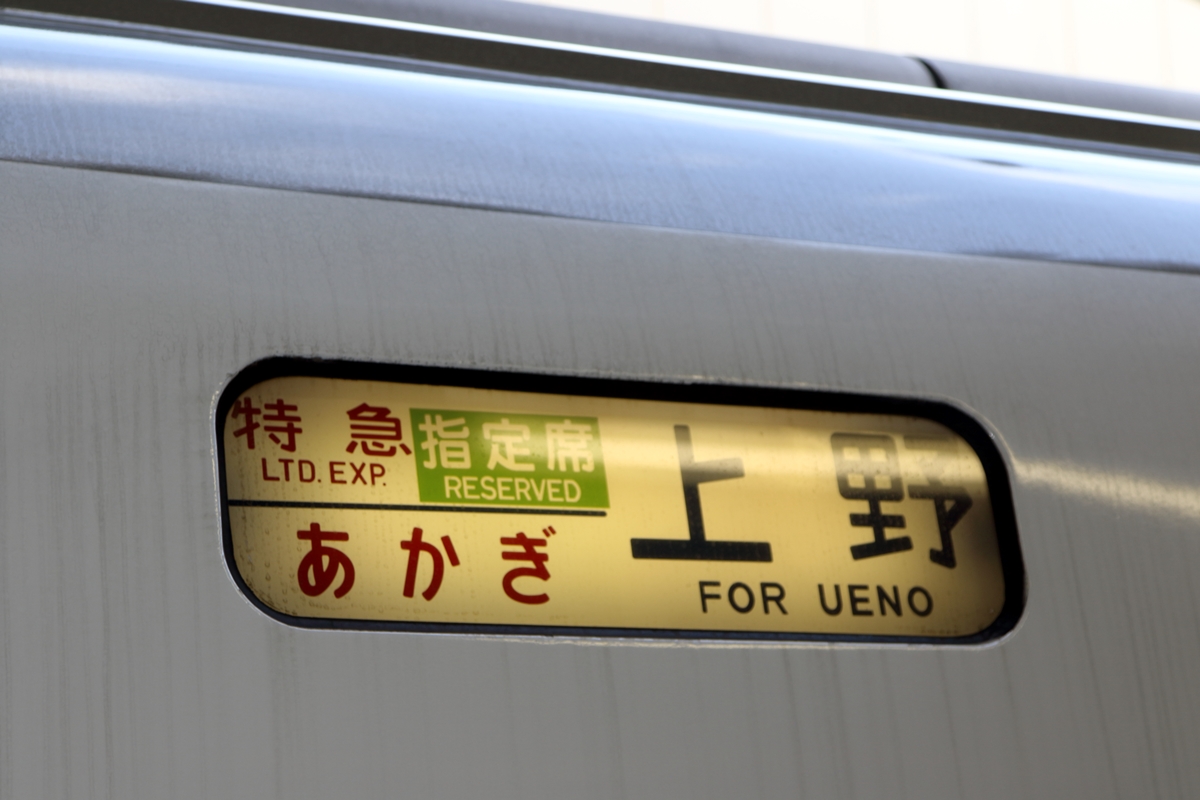 特急
LTD. EXP.
指定席
RESERVED
あかぎ
上野
FOR UENO